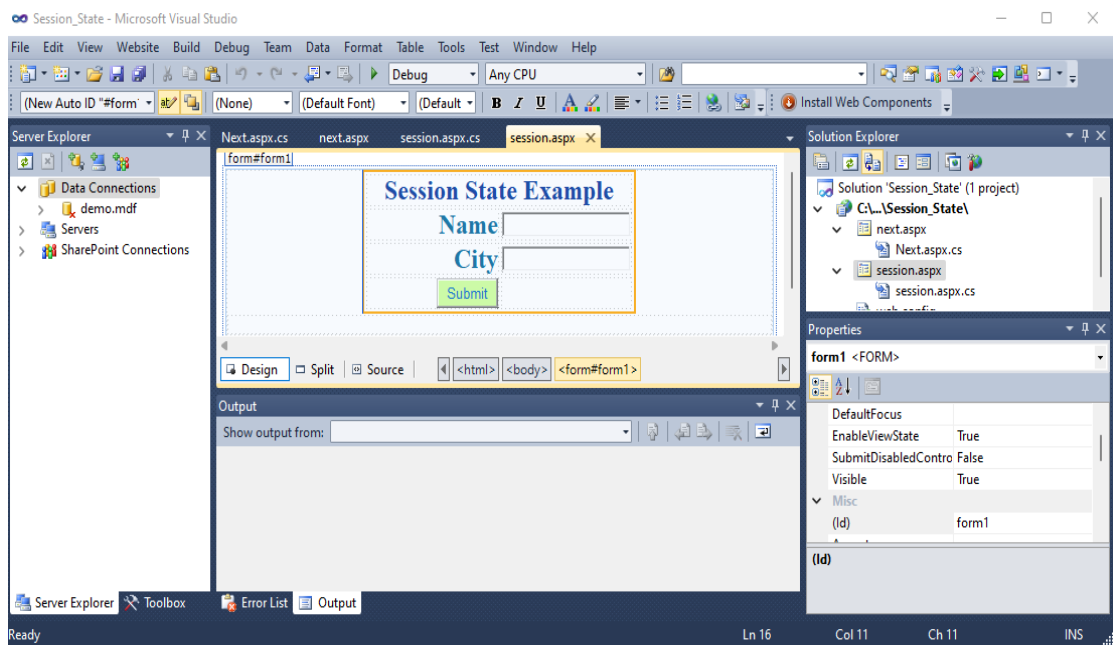 Session_State - Microsoft Visual Studio
File Edit View Website Build Debug Team Data Format Table Tools Test Window Help
Debug Any CPU
(New Auto ID "#form" (None) (Default Font) (Default B I U A Install Web Components
Server Explorer
Data Connections
demo.mdf
Servers
SharePoint Connections
Server Explorer Toolbox
Next.aspx.cs next.aspx session.aspx.cs session.aspx
form#form1
Session State Example
Name
City
Submit
Design Split Source <html> <body> <form#form1>
Output
Show output from:
Error List Output
Solution Explorer
Solution 'Session_State' (1 project)
C:\...\Session_State\
next.aspx
Next.aspx.cs
session.aspx
session.aspx.cs
Properties
form1 <FORM>
DefaultFocus
EnableViewState True
SubmitDisabledContro False
Visible True
Misc
(Id) form1
(Id)
Ready Ln 16 Col 11 Ch 11 INS